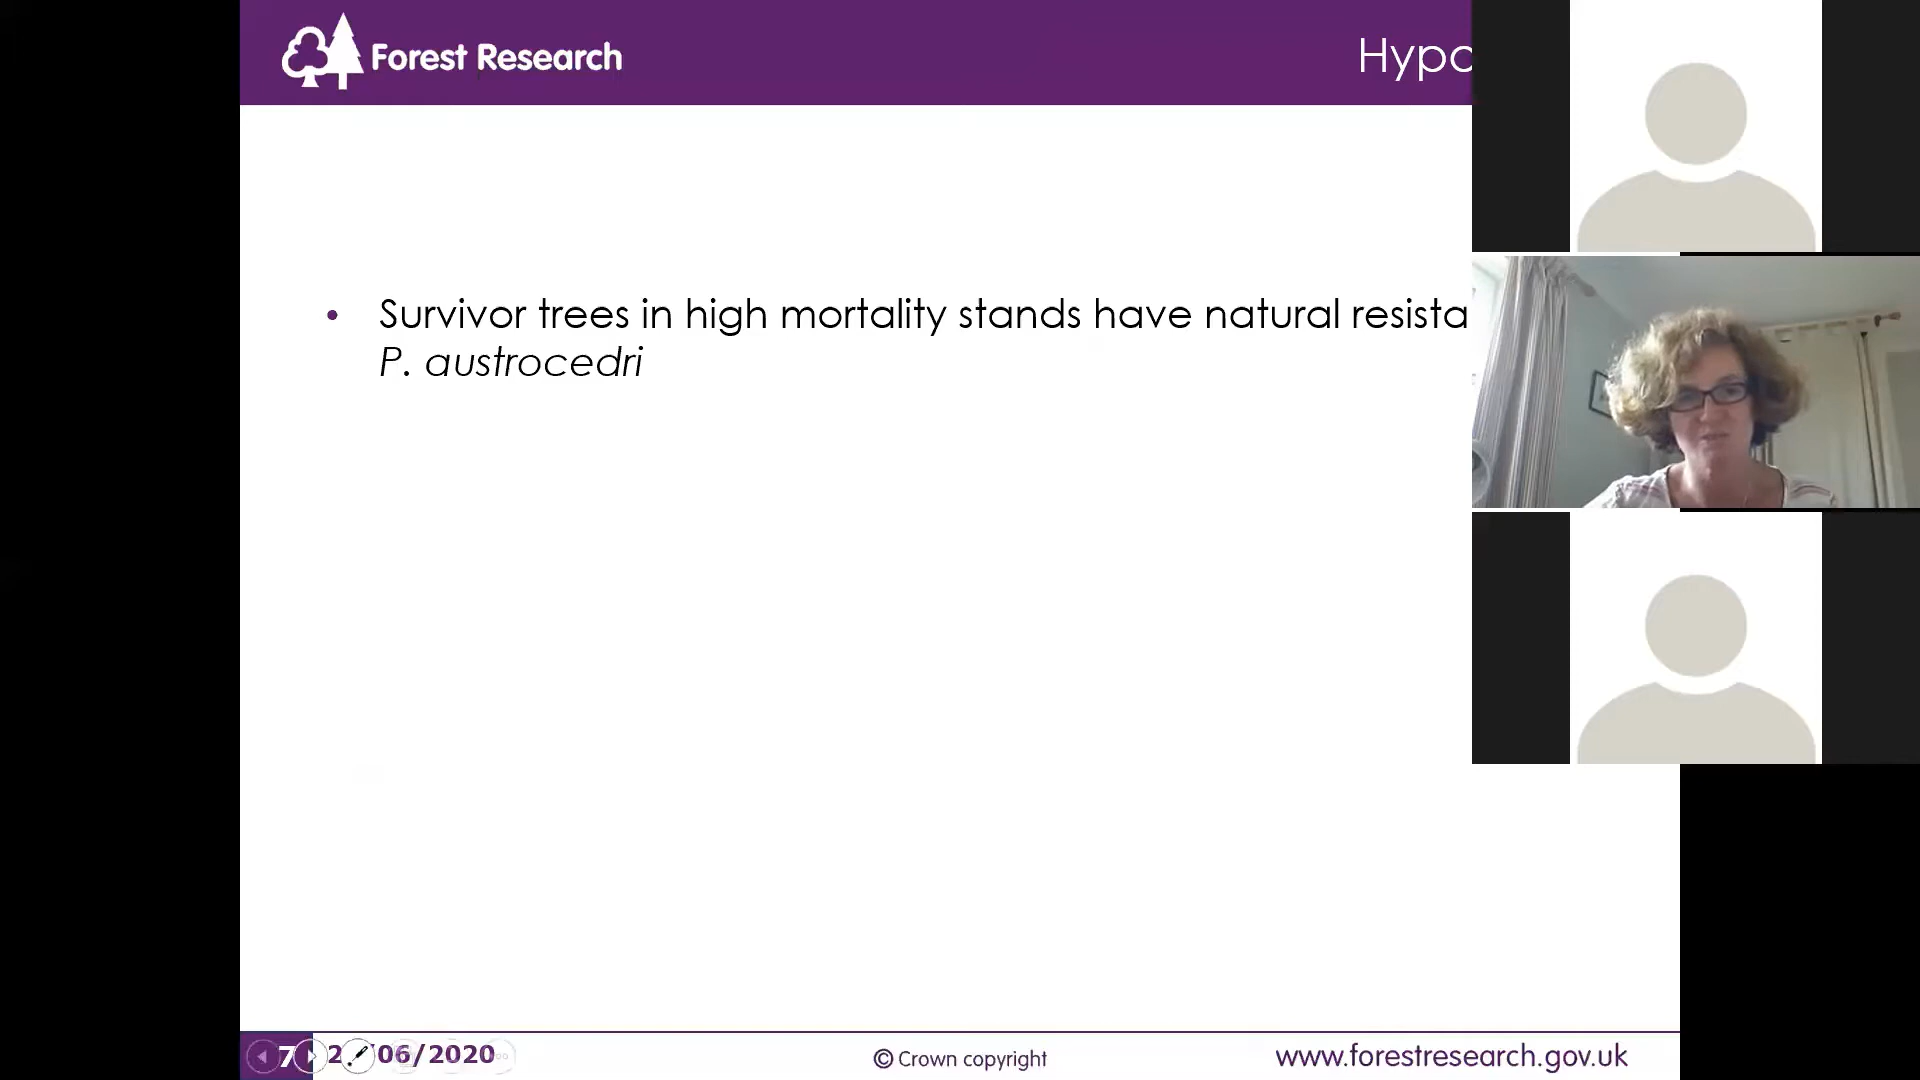 Forest Research
Hypo
• Survivor trees in high mortality stands have natural resista
P. austrocedri
7
/06/2020
© Crown copyright
www.forestresearch.gov.uk